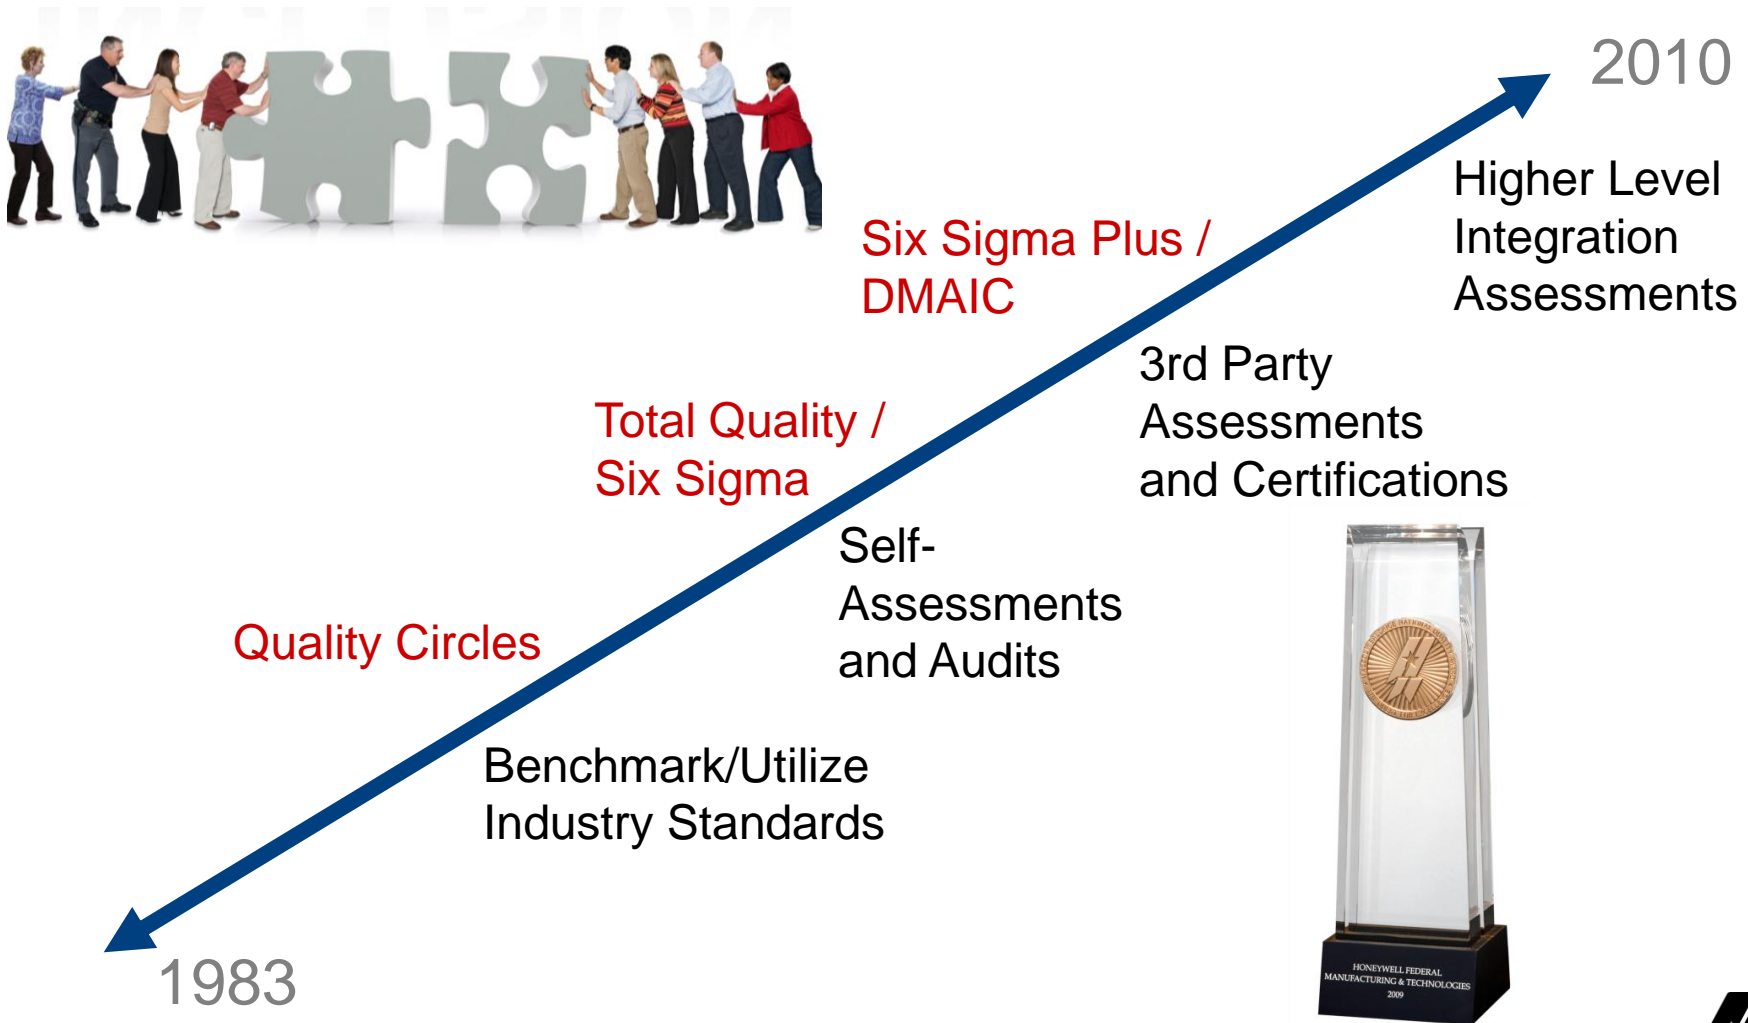 2010
Higher Level
Integration
Assessments
Six Sigma Plus /
DMAIC
3rd Party
Assessments
and Certifications
Total Quality /
Six Sigma
Self-
Assessments
and Audits
Quality Circles
Benchmark/Utilize
Industry Standards
1983
HONEYWELL FEDERAL
MANUFACTURING & TECHNOLOGIES
2009